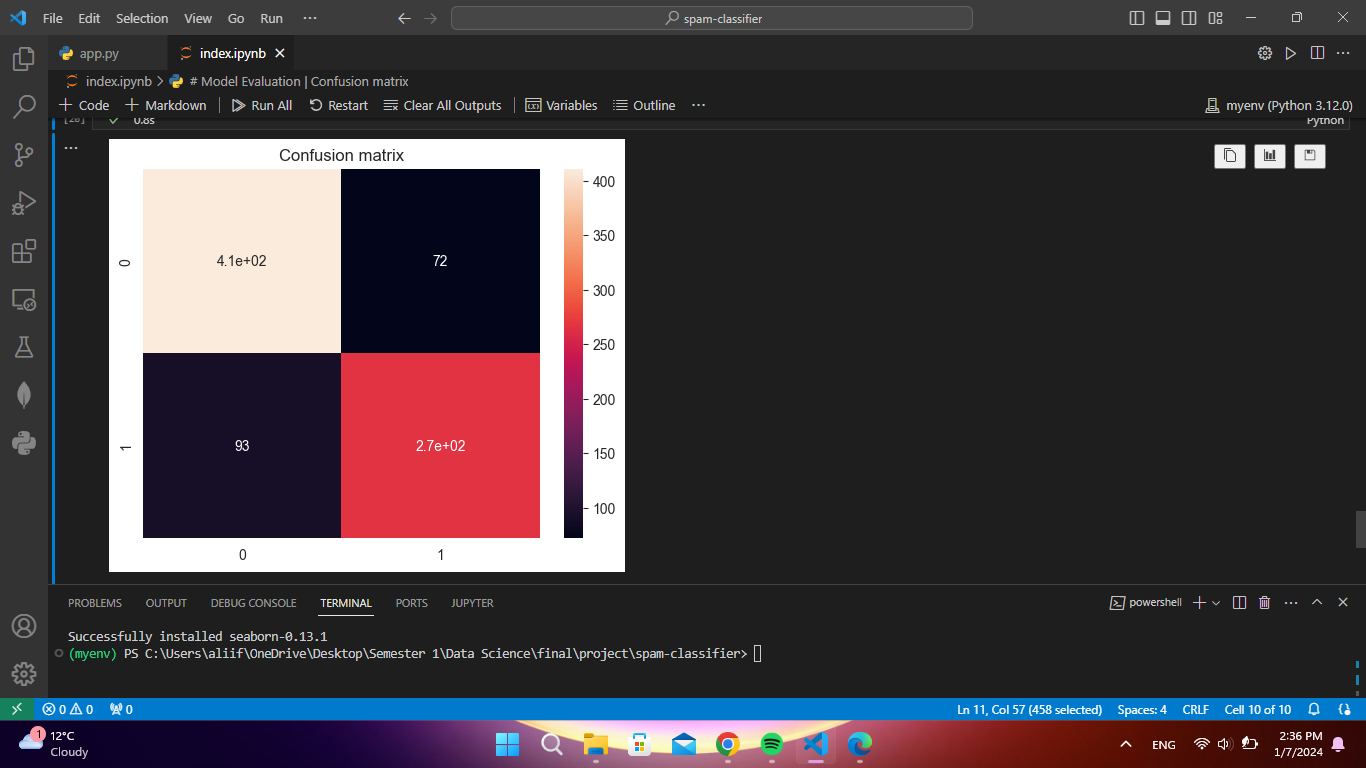 File Edit Selection View Go Run ··· spam-classifier
app.py index.ipynb
index.ipynb > # Model Evaluation | Confusion matrix
+ Code + Markdown Run All Restart Clear All Outputs Variables Outline ··· myenv (Python 3.12.0)
[20] 0.8s Python
Confusion matrix
0 4.1e+02 72
1 93 2.7e+02
0 1
400
350
300
250
200
150
100
PROBLEMS OUTPUT DEBUG CONSOLE TERMINAL PORTS JUPYTER powershell
Successfully installed seaborn-0.13.1
(myenv) PS C:\Users\aliif\OneDrive\Desktop\Semester 1\Data Science\final\project\spam-classifier>
0 0 0 Ln 11, Col 57 (458 selected) Spaces: 4 CRLF Cell 10 of 10
1 12°C
Cloudy
ENG
2:36 PM
1/7/2024